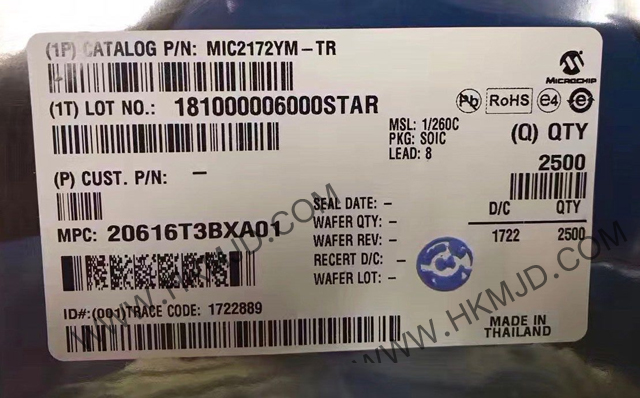 (1P) CATALOG P/N: MIC2172YM-TR
MICROCHIP
(1T) LOT NO.: 181000006000STAR
Pb RoHS e4 e
MSL: 1/260C
PKG: SOIC
LEAD: 8
(Q) QTY
2500
(P) CUST. P/N: -
SEAL DATE: -
WAFER QTY: -
WAFER REV: -
RECERT D/C: -
WAFER LOT: -
D/C QTY
1722 2500
MPC: 20616T3BXA01
ID#:(001)TRACE CODE: 1722889
MADE IN
THAILAND
WWW.HKMJD.COM
WWW.HKMJD.COM